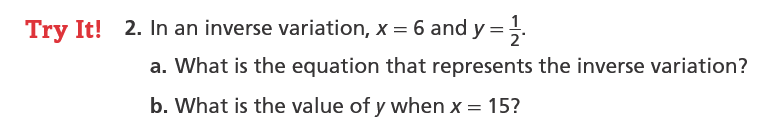 Try It! 2. In an inverse variation, x = 6 and y = 1/2.
a. What is the equation that represents the inverse variation?
b. What is the value of y when x = 15?